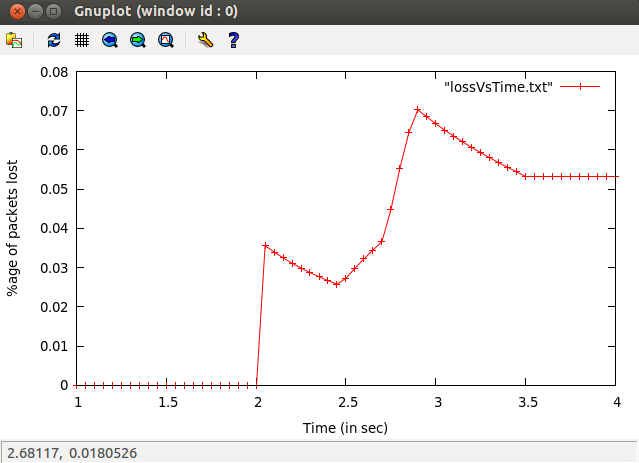 Gnuplot (window id : 0)
?
0.08
0.07
0.06
0.05
0.04
0.03
0.02
0.01
0
%age of packets lost
"lossVsTime.txt"
1 1.5 2 2.5 3 3.5 4
Time (in sec)
2.68117, 0.0180526